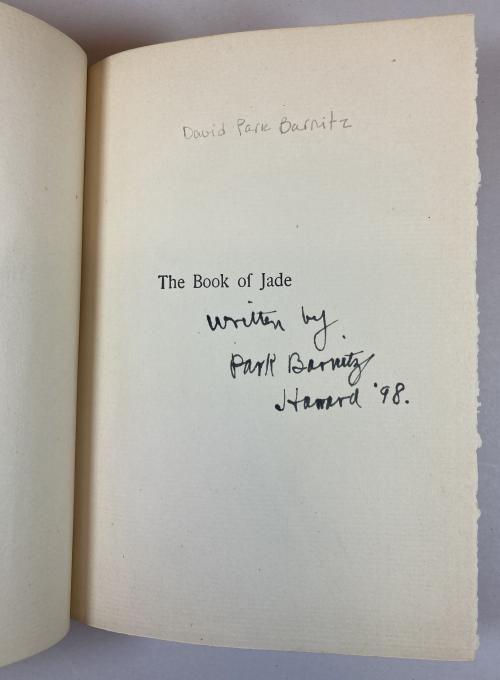 David Park Barnitz
The Book of Jade
written by
Park Barnitz
Harvard '98.